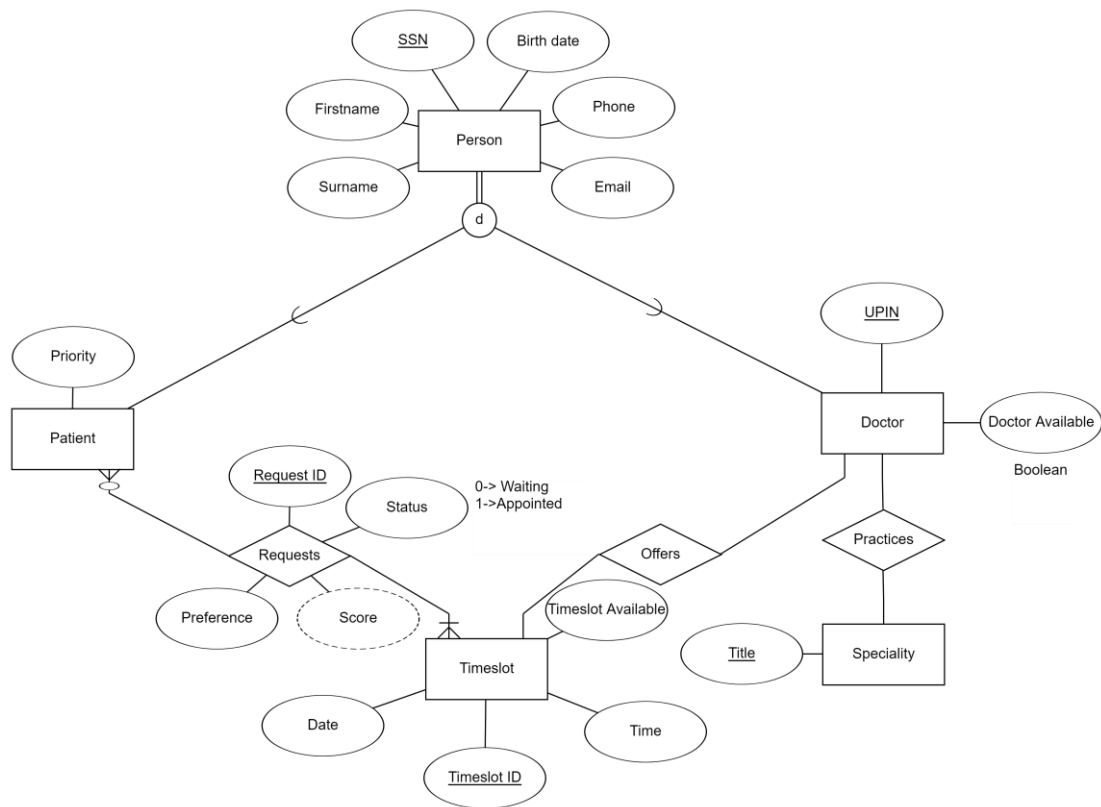 SSN
Birth date
Firstname
Phone
Person
Surname
Email
d
UPIN
Priority
Patient
Doctor
Doctor Available
Boolean
Request ID
Status
0-> Waiting
1->Appointed
Requests
Offers
Practices
Preference
Score
Timeslot Available
Timeslot
Title
Speciality
Date
Time
Timeslot ID